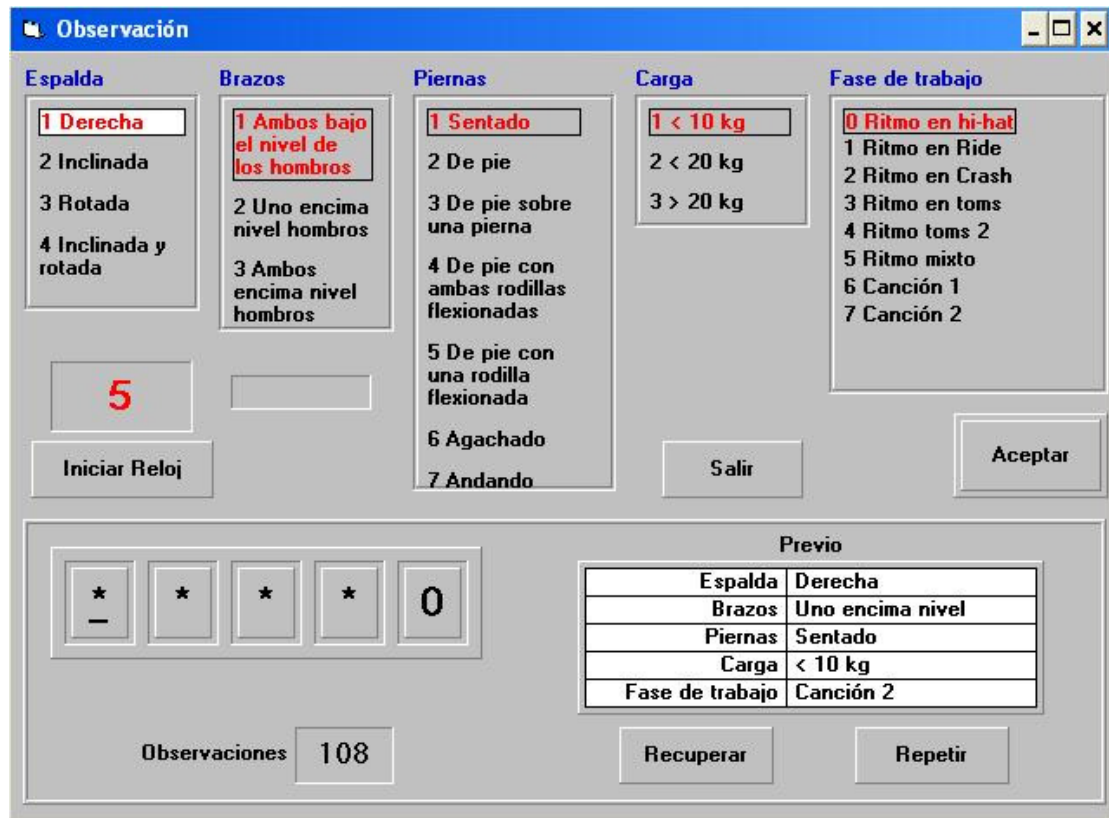 Observación
Espalda
1 Derecha
2 Inclinada
3 Rotada
4 Inclinada y
rotada
Brazos
1 Ambos bajo
el nivel de
los hombros
2 Uno encima
nivel hombros
3 Ambos
encima nivel
hombros
Piernas
1 Sentado
2 De pie
3 De pie sobre
una pierna
4 De pie con
ambas rodillas
flexionadas
5 De pie con
una rodilla
flexionada
6 Agachado
7 Andando
Carga
1 < 10 kg
2 < 20 kg
3 > 20 kg
Fase de trabajo
0 Ritmo en hi-hat
1 Ritmo en Ride
2 Ritmo en Crash
3 Ritmo en toms
4 Ritmo toms 2
5 Ritmo mixto
6 Canción 1
7 Canción 2
5
Iniciar Reloj
Salir
Aceptar
* * * * 0
Previo
Espalda Derecha
Brazos Uno encima nivel
Piernas Sentado
Carga < 10 kg
Fase de trabajo Canción 2
Observaciones 108
Recuperar
Repetir